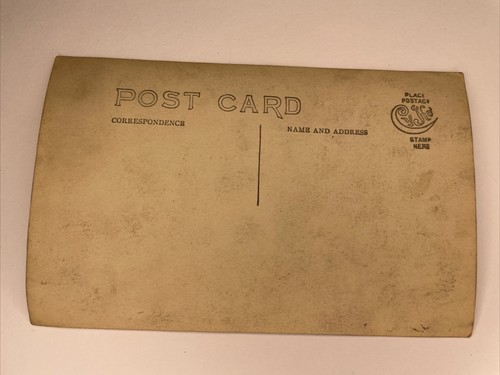 POST CARD
CORRESPONDENCE
NAME AND ADDRESS
PLACE
POSTAGE
STAMP
HERE